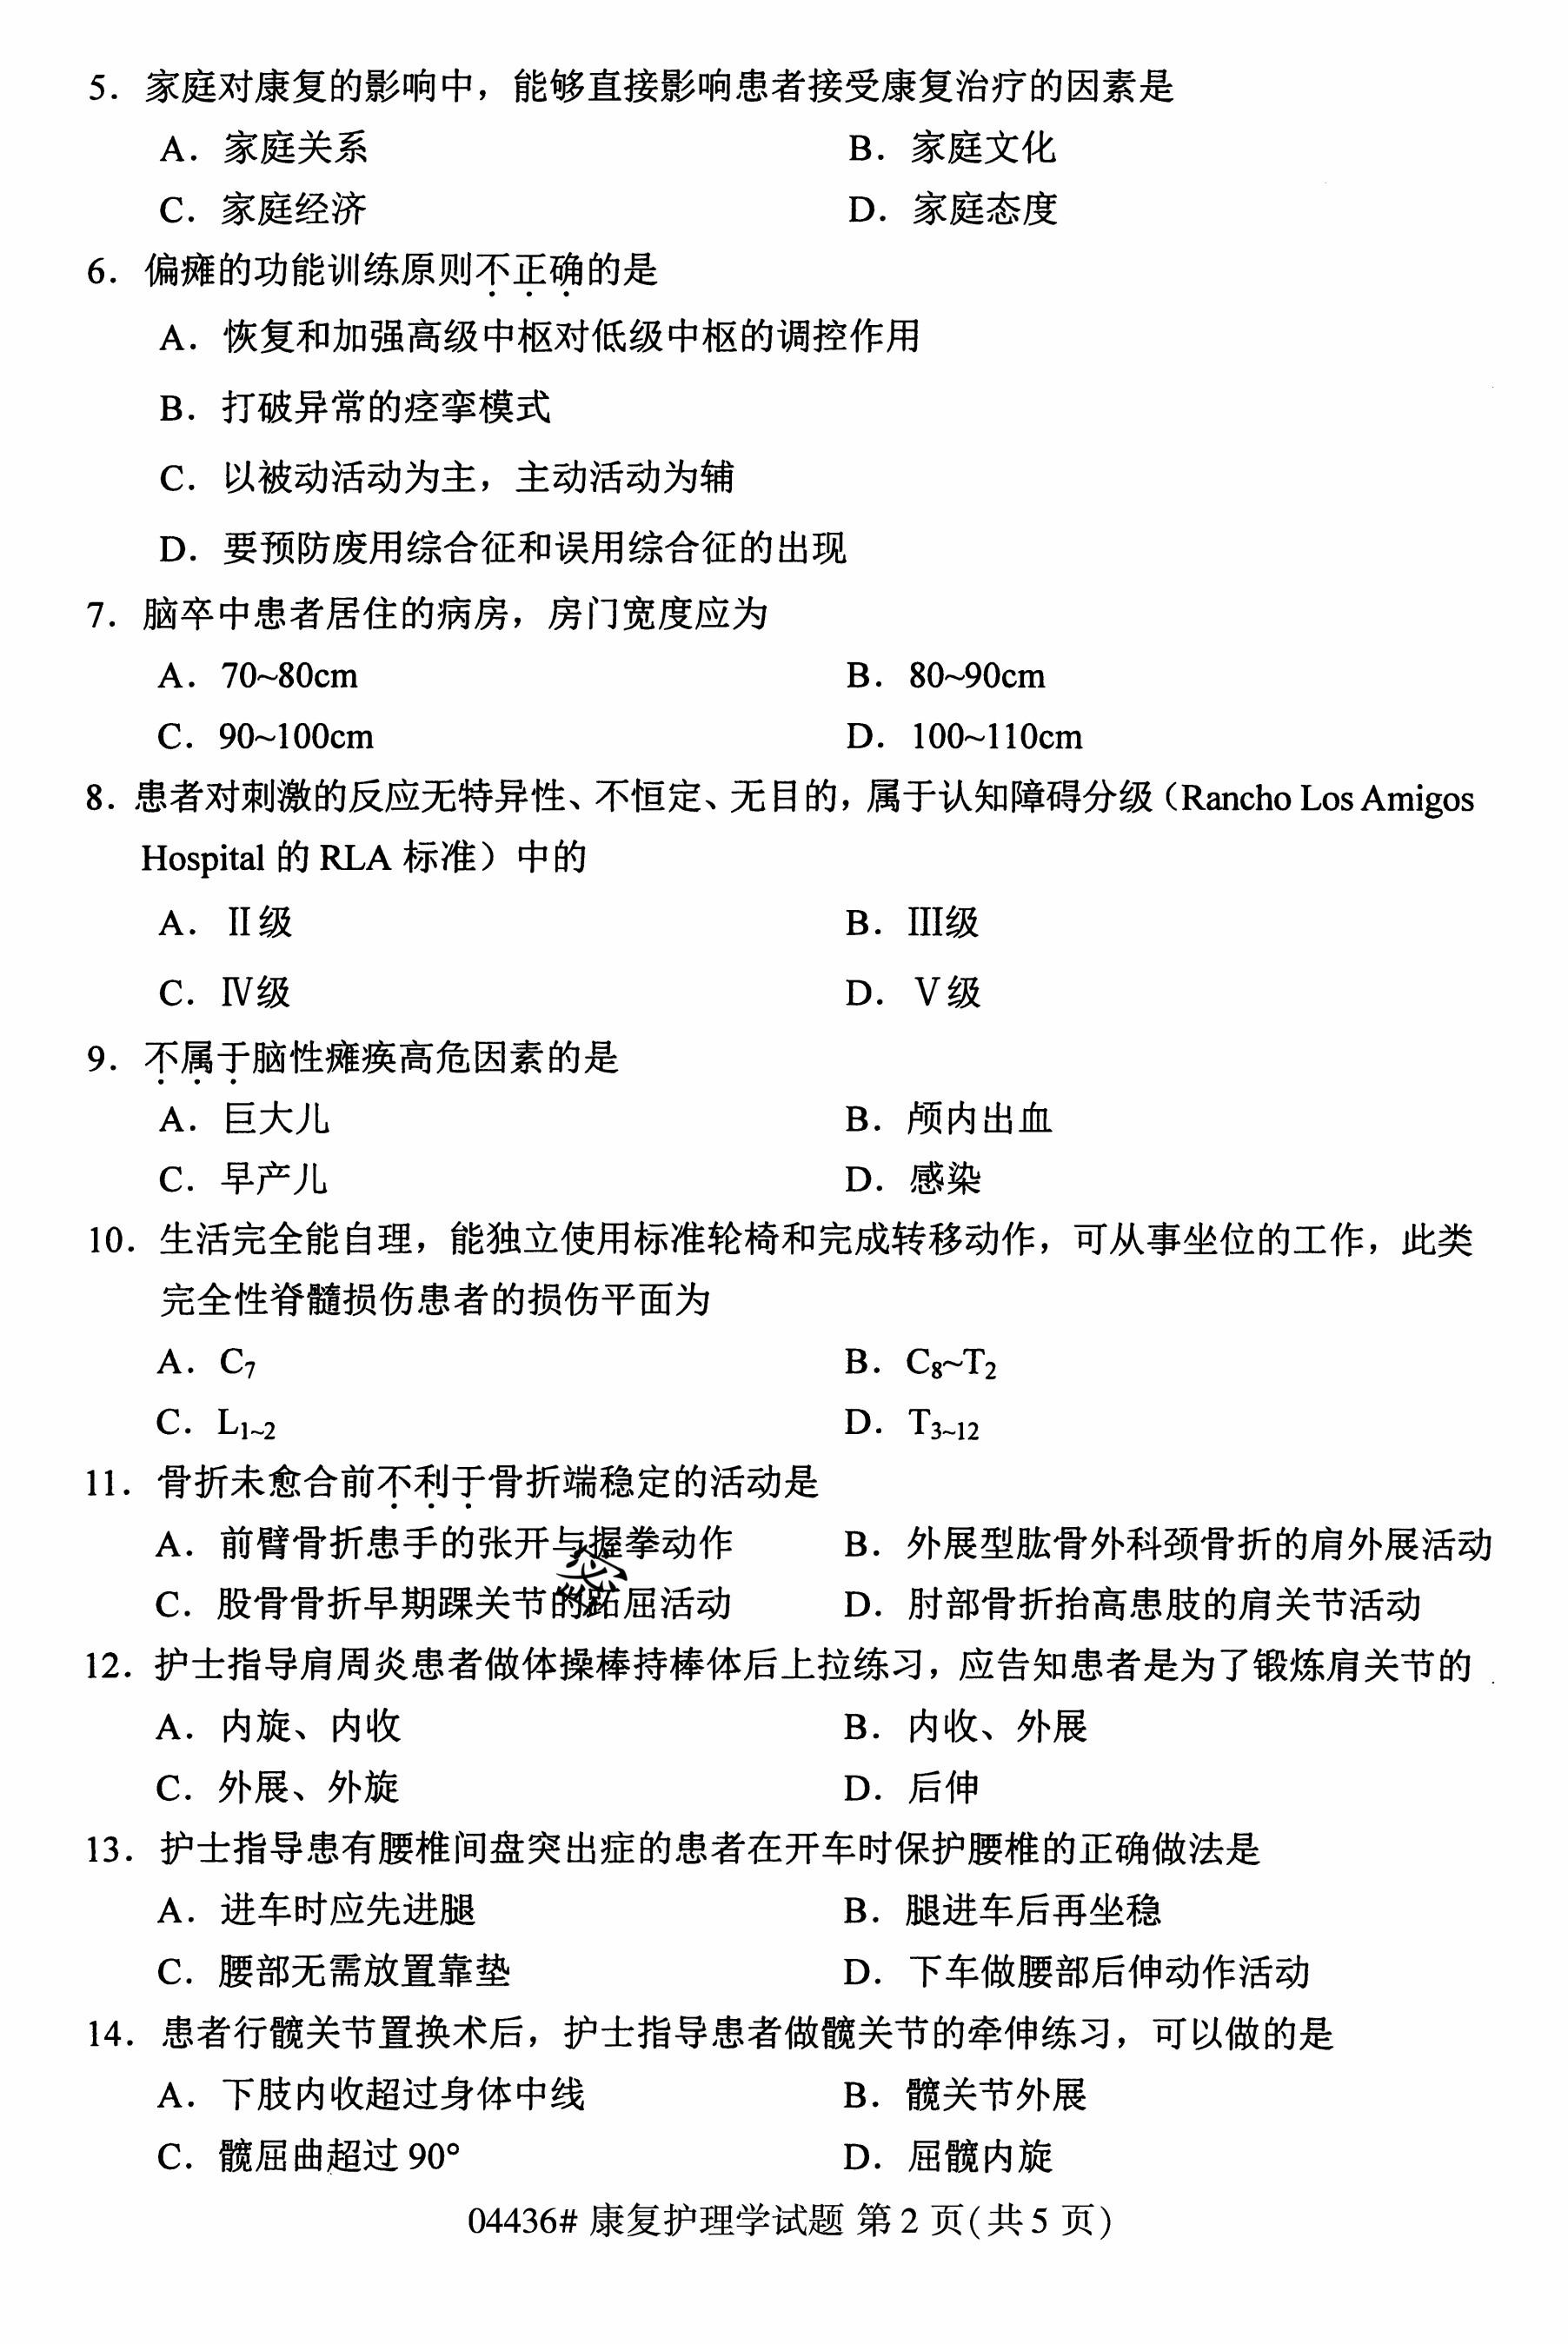 5. 家庭对康复的影响中，能够直接影响患者接受康复治疗的因素是
A. 家庭关系 B. 家庭文化
C. 家庭经济 D. 家庭态度
6. 偏瘫的功能训练原则不正确的是
A. 恢复和加强高级中枢对低级中枢的调控作用
B. 打破异常的痉挛模式
C. 以被动活动为主，主动活动为辅
D. 要预防废用综合征和误用综合征的出现
7. 脑卒中患者居住的病房，房门宽度应为
A. 70~80cm B. 80~90cm
C. 90~100cm D. 100~110cm
8. 患者对刺激的反应无特异性、不恒定、无目的，属于认知障碍分级（Rancho Los Amigos
Hospital 的 RLA 标准）中的
A. Ⅱ级 B. Ⅲ级
C. Ⅳ级 D. Ⅴ级
9. 不属于脑性瘫痪高危因素的是
A. 巨大儿 B. 颅内出血
C. 早产儿 D. 感染
10. 生活完全能自理，能独立使用标准轮椅和完成转移动作，可从事坐位的工作，此类
完全性脊髓损伤患者的损伤平面为
A. C₇ B. C₈~T₂
C. L₁~₂ D. T₃~₁₂
11. 骨折未愈合前不利于骨折端稳定的活动是
A. 前臂骨折患手的张开与握拳动作 B. 外展型肱骨外科颈骨折的肩外展活动
C. 股骨骨折早期踝关节的跖屈活动 D. 肘部骨折抬高患肢的肩关节活动
密
12. 护士指导肩周炎患者做体操棒持棒体后上拉练习，应告知患者是为了锻炼肩关节的
A. 内旋、内收 B. 内收、外展
C. 外展、外旋 D. 后伸
13. 护士指导患有腰椎间盘突出症的患者在开车时保护腰椎的正确做法是
A. 进车时应先进腿 B. 腿进车后再坐稳
C. 腰部无需放置靠垫 D. 下车做腰部后伸动作活动
14. 患者行髋关节置换术后，护士指导患者做髋关节的牵伸练习，可以做的是
A. 下肢内收超过身体中线 B. 髋关节外展
C. 髋屈曲超过 90° D. 屈髋内旋
04436# 康复护理学试题 第 2 页(共 5 页)